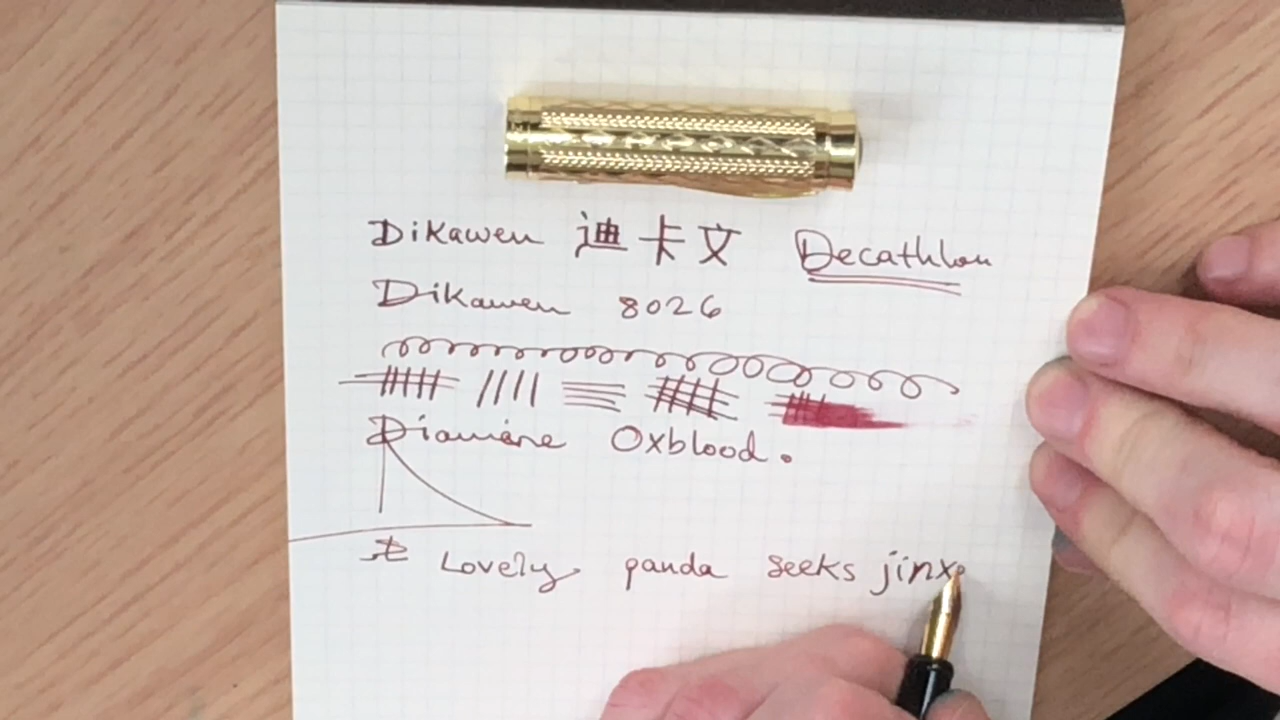 Dikawen 迪卡文 Decathlon
Dikawen 8026
Diamine Oxblood.
Lovely panda seeks jinx